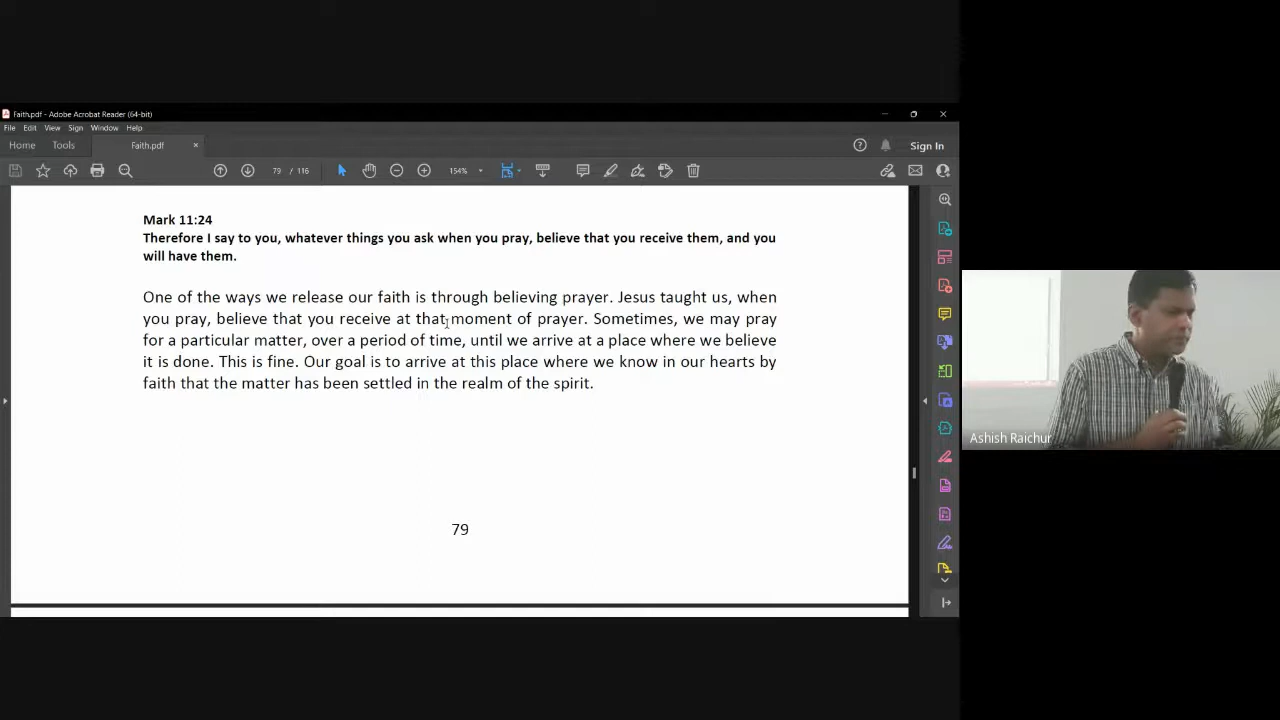 Faith.pdf - Adobe Acrobat Reader (64-bit)
File Edit View Sign Window Help
Home Tools Faith.pdf × Sign In
79 / 116 154%
Mark 11:24
Therefore I say to you, whatever things you ask when you pray, believe that you receive them, and you
will have them.
One of the ways we release our faith is through believing prayer. Jesus taught us, when
you pray, believe that you receive at that moment of prayer. Sometimes, we may pray
for a particular matter, over a period of time, until we arrive at a place where we believe
it is done. This is fine. Our goal is to arrive at this place where we know in our hearts by
faith that the matter has been settled in the realm of the spirit.
79
Ashish Raichur